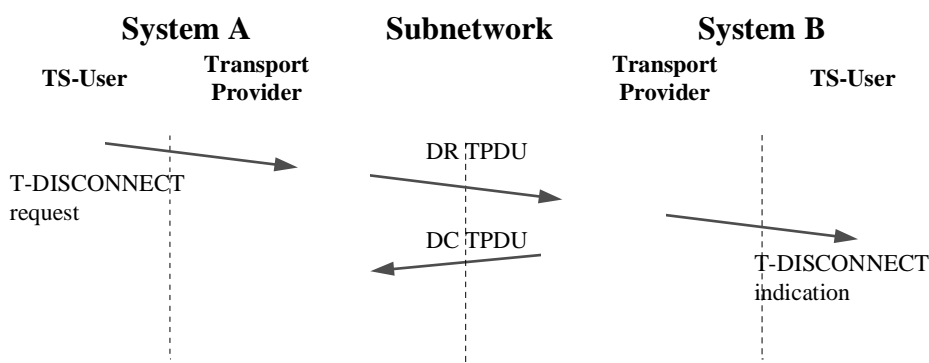 System A Subnetwork System B
TS-User Transport Provider Transport Provider TS-User
DR TPDU
T-DISCONNECT
request
DC TPDU
T-DISCONNECT
indication